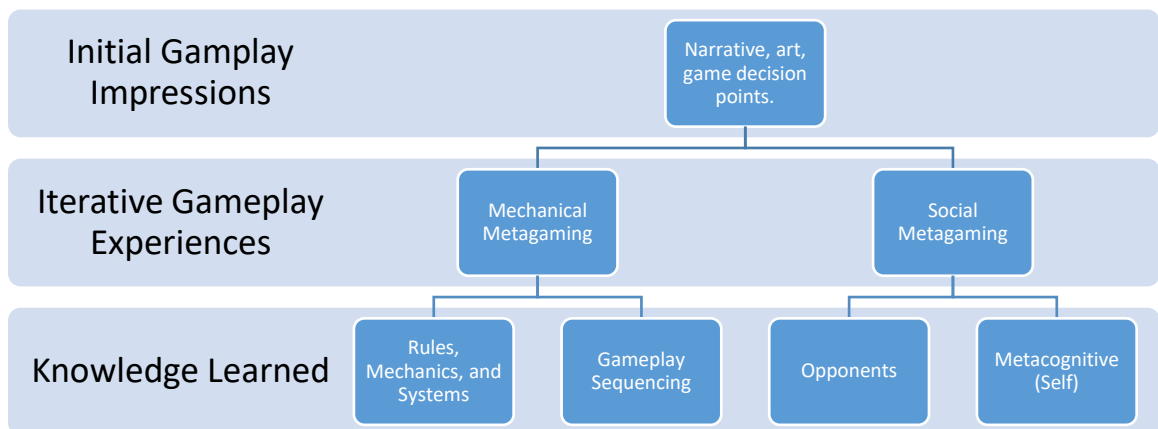 Initial Gamplay
Impressions
Narrative, art,
game decision
points.
Iterative Gameplay
Experiences
Mechanical
Metagaming
Social
Metagaming
Knowledge Learned
Rules,
Mechanics, and
Systems
Gameplay
Sequencing
Opponents
Metacognitive
(Self)